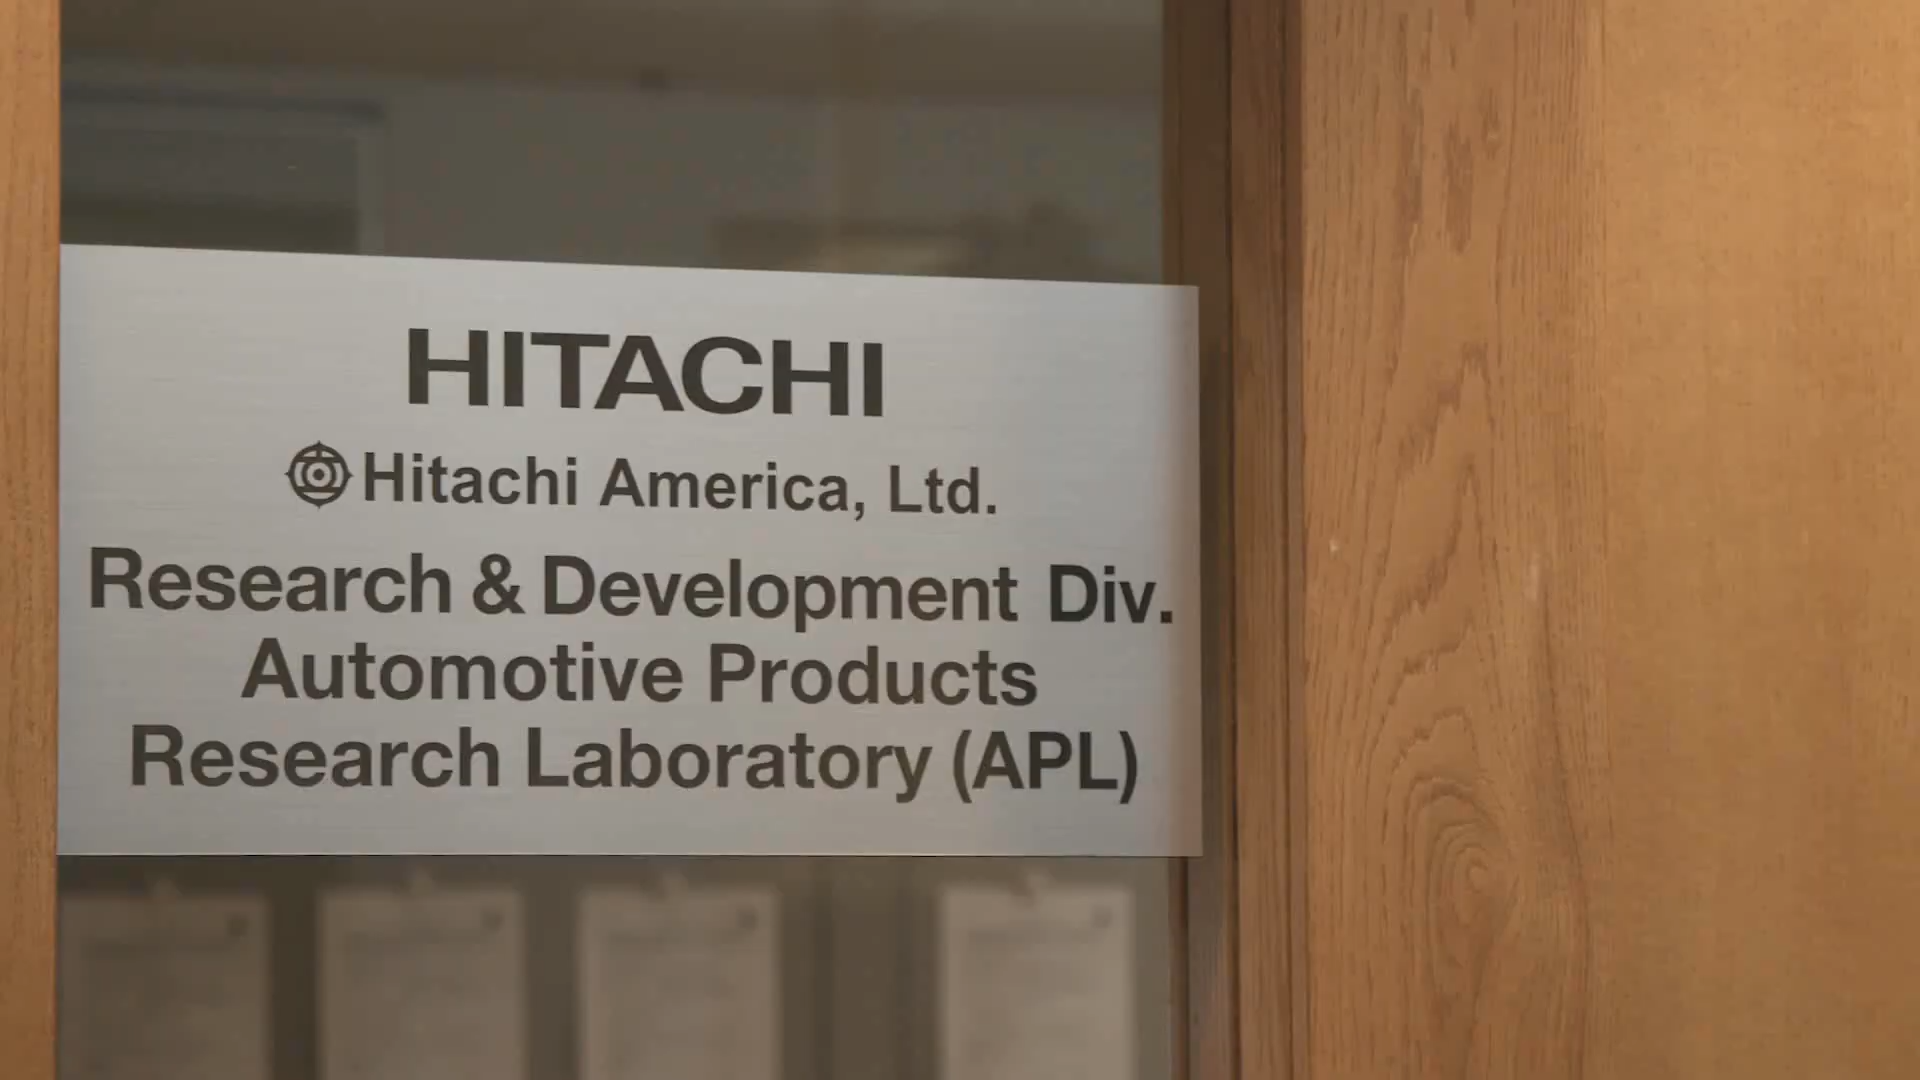 HITACHI
Hitachi America, Ltd.
Research & Development Div.
Automotive Products
Research Laboratory (APL)